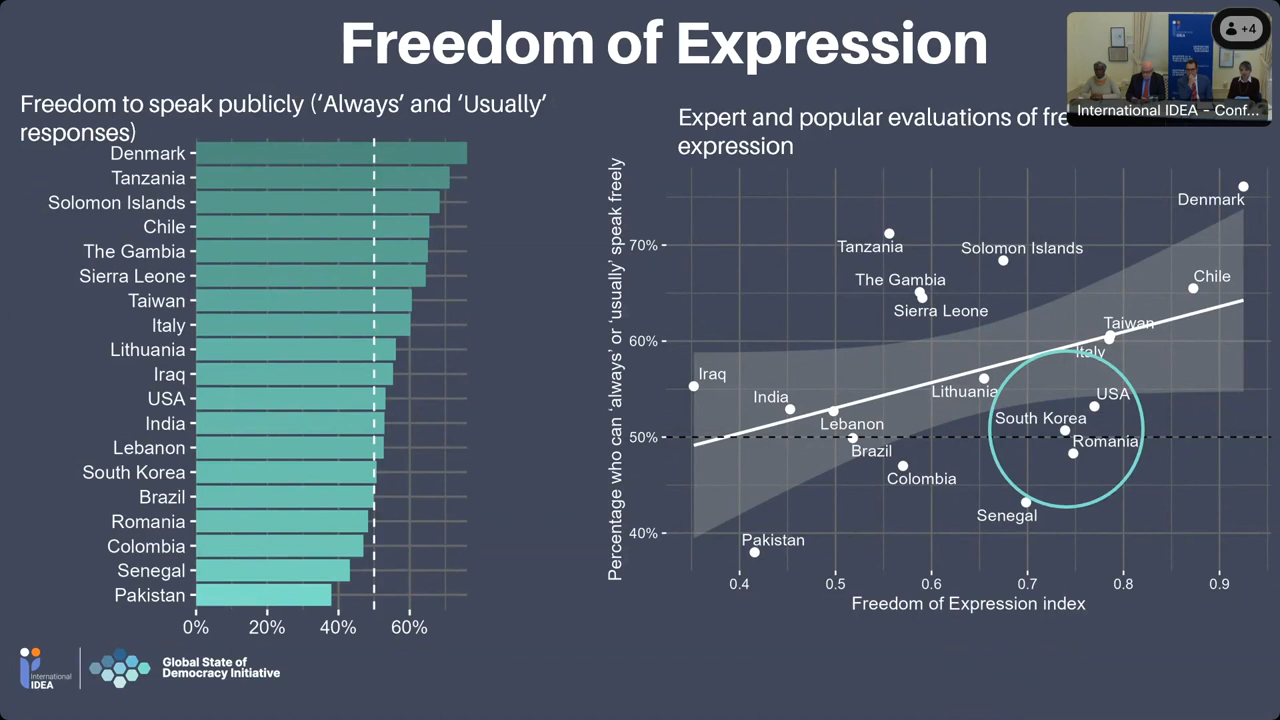 Freedom of Expression
+4
International IDEA - Conf...
Freedom to speak publicly (‘Always’ and ‘Usually’
responses)
Denmark
Tanzania
Solomon Islands
Chile
The Gambia
Sierra Leone
Taiwan
Italy
Lithuania
Iraq
USA
India
Lebanon
South Korea
Brazil
Romania
Colombia
Senegal
Pakistan
0% 20% 40% 60%
Expert and popular evaluations of fre
expression
Percentage who can ‘always’ or ‘usually’ speak freely
70%
60%
50%
40%
Denmark
Tanzania
Solomon Islands
The Gambia
Chile
Sierra Leone
Taiwan
Italy
Iraq
Lithuania
India
USA
South Korea
Lebanon
Romania
Brazil
Colombia
Senegal
Pakistan
0.4 0.5 0.6 0.7 0.8 0.9
Freedom of Expression index
International
IDEA
Global State of
Democracy Initiative